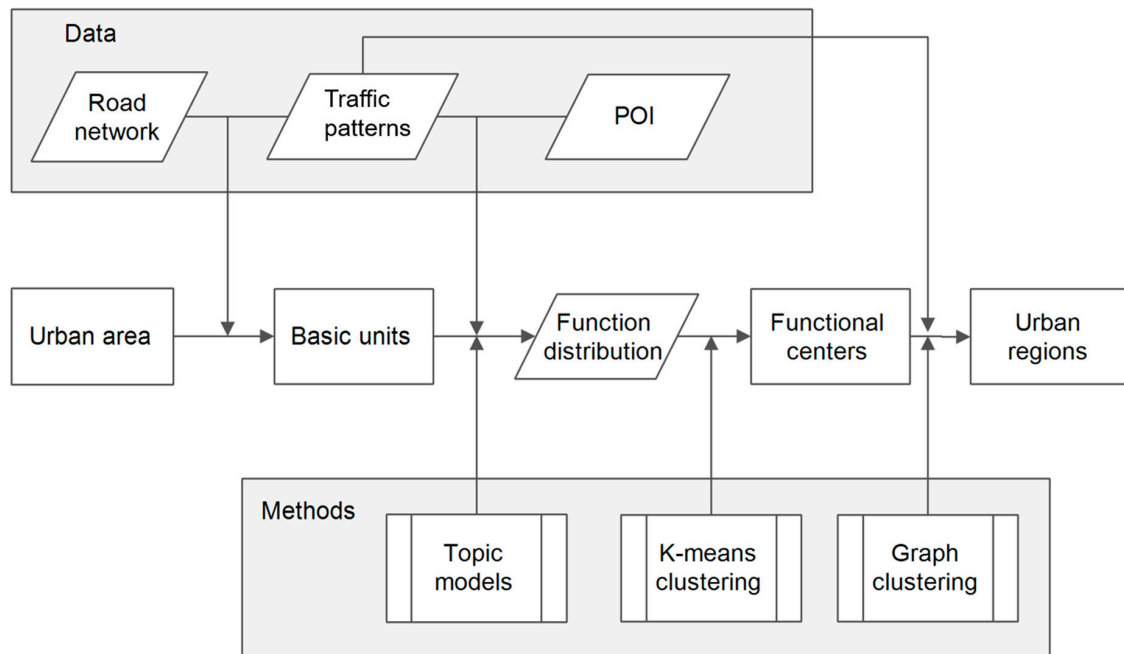 Data
Road
network
Traffic
patterns
POI
Urban area
Basic units
Function
distribution
Functional
centers
Urban
regions
Methods
Topic
models
K-means
clustering
Graph
clustering